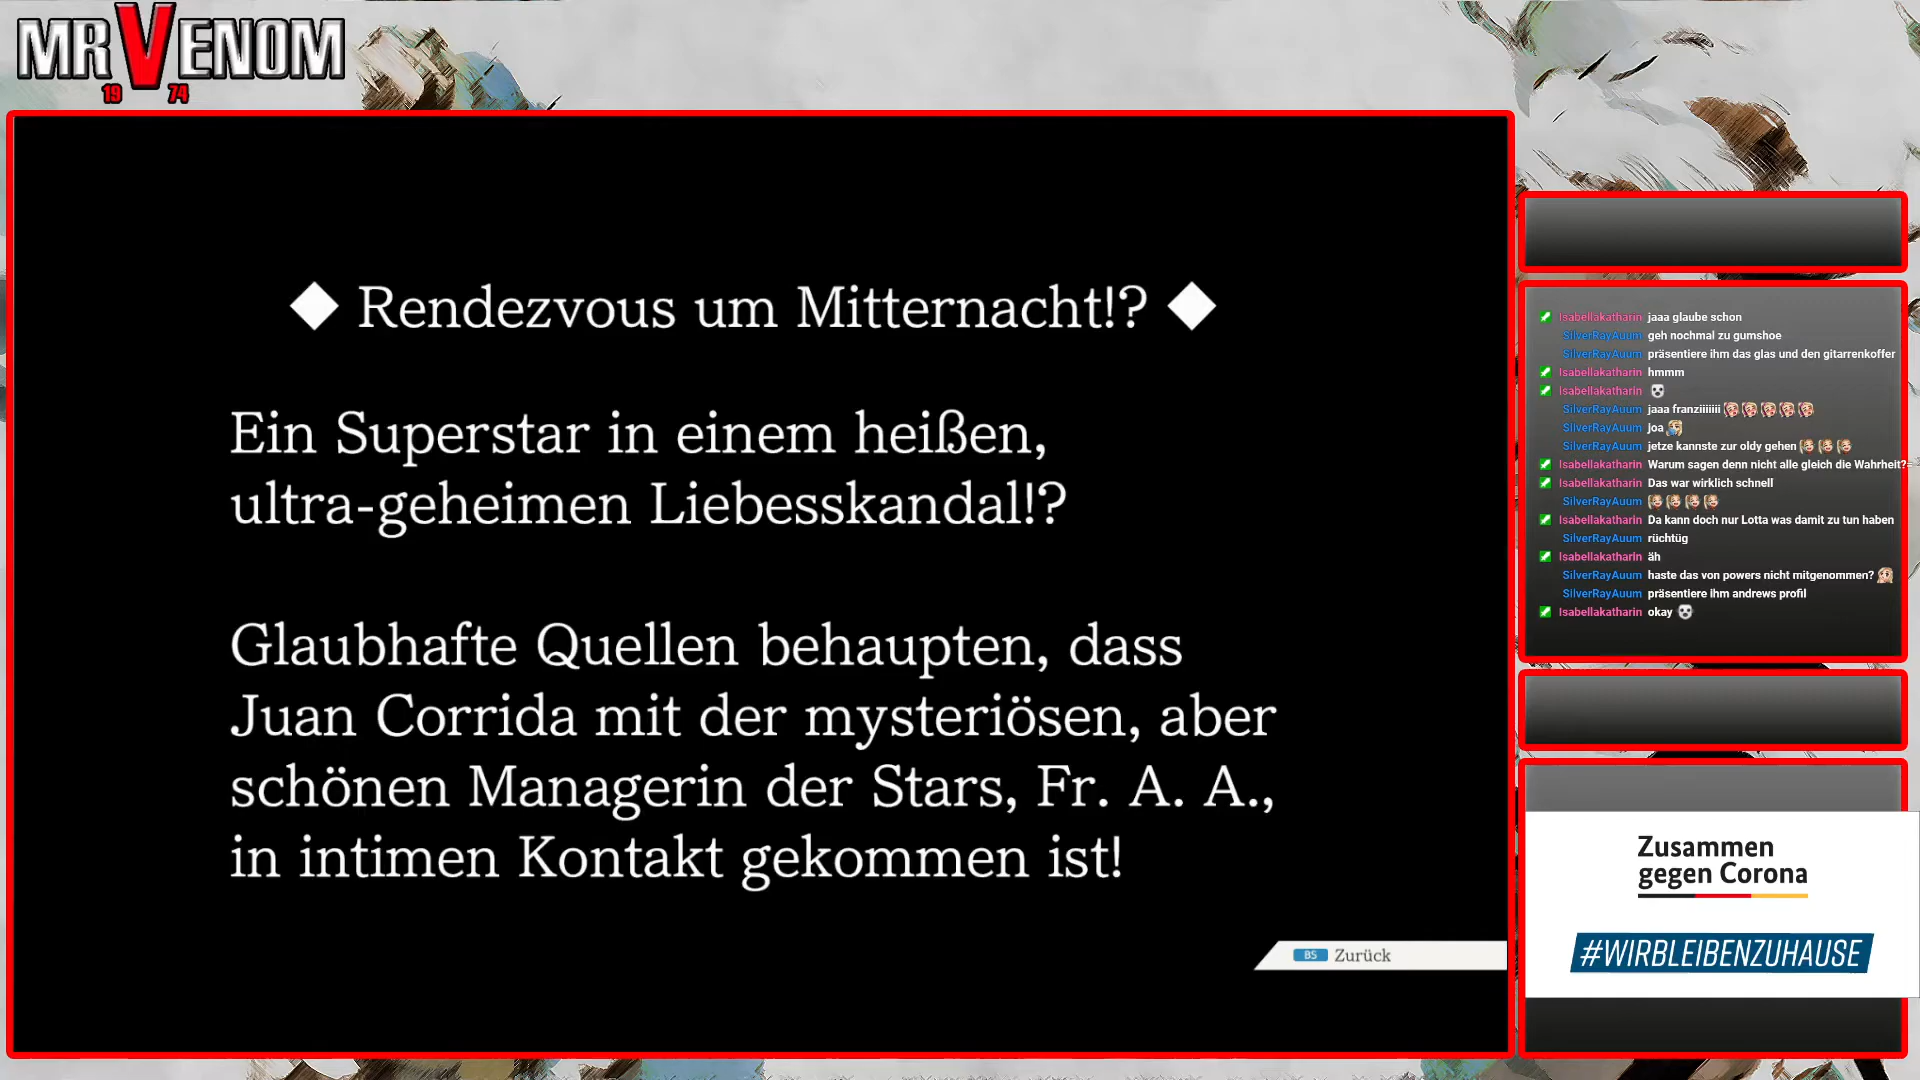 MRVENOM
19 74
◆ Rendezvous um Mitternacht!? ◆
Ein Superstar in einem heißen,
ultra-geheimen Liebesskandal!?
Glaubhafte Quellen behaupten, dass
Juan Corrida mit der mysteriösen, aber
schönen Managerin der Stars, Fr. A. A.,
in intimen Kontakt gekommen ist!
BS Zurück
Isabellakatharin jaaa glaube schon
SilverRayAuum geh nochmal zu gumshoe
SilverRayAuum präsentiere ihm das glas und den gitarrenkoffer
Isabellakatharin hmmm
Isabellakatharin
SilverRayAuum jaaa franziiiiiii
SilverRayAuum Joa
SilverRayAuum jetze kannste zur oldy gehen
Isabellakatharin Warum sagen denn nicht alle gleich die Wahrheit?=
Isabellakatharin Das war wirklich schnell
SilverRayAuum
Isabellakatharin Da kann doch nur Lotta was damit zu tun haben
SilverRayAuum rüchtüg
Isabellakatharin äh
SilverRayAuum haste das von powers nicht mitgenommen?
SilverRayAuum präsentiere ihm andrews profil
Isabellakatharin okay
Zusammen
gegen Corona
#WIRBLEIBENZUHAUSE